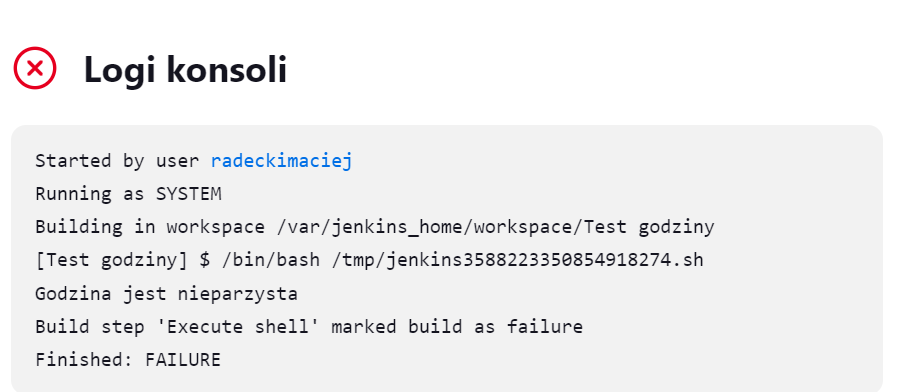 Logi konsoli
Started by user radeckimaciej
Running as SYSTEM
Building in workspace /var/jenkins_home/workspace/Test godziny
[Test godziny] $ /bin/bash /tmp/jenkins3588223350854918274.sh
Godzina jest nieparzysta
Build step 'Execute shell' marked build as failure
Finished: FAILURE